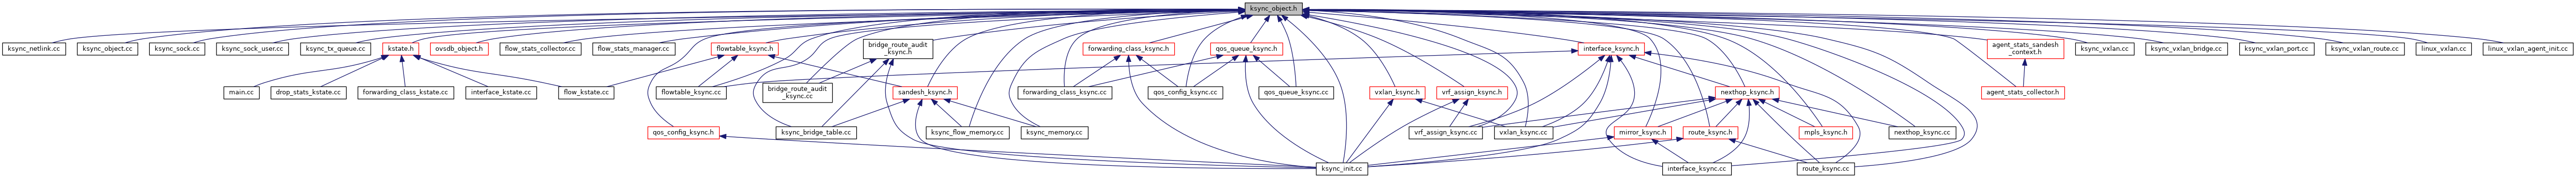 ksync_object.h
ksync_netlink.cc
ksync_object.cc
ksync_sock.cc
ksync_sock_user.cc
ksync_tx_queue.cc
kstate.h
ovsdb_object.h
flow_stats_collector.cc
flow_stats_manager.cc
flowtable_ksync.h
bridge_route_audit
_ksync.h
forwarding_class_ksync.h
qos_queue_ksync.h
interface_ksync.h
agent_stats_sandesh
_context.h
ksync_vxlan.cc
ksync_vxlan_bridge.cc
ksync_vxlan_port.cc
ksync_vxlan_route.cc
linux_vxlan.cc
linux_vxlan_agent_init.cc
main.cc
drop_stats_kstate.cc
forwarding_class_kstate.cc
interface_kstate.cc
flow_kstate.cc
flowtable_ksync.cc
bridge_route_audit
_ksync.cc
sandesh_ksync.h
forwarding_class_ksync.cc
qos_config_ksync.cc
qos_queue_ksync.cc
vxlan_ksync.h
vrf_assign_ksync.h
nexthop_ksync.h
agent_stats_collector.h
qos_config_ksync.h
ksync_bridge_table.cc
ksync_flow_memory.cc
ksync_memory.cc
vrf_assign_ksync.cc
vxlan_ksync.cc
mirror_ksync.h
route_ksync.h
mpls_ksync.h
nexthop_ksync.cc
ksync_init.cc
interface_ksync.cc
route_ksync.cc